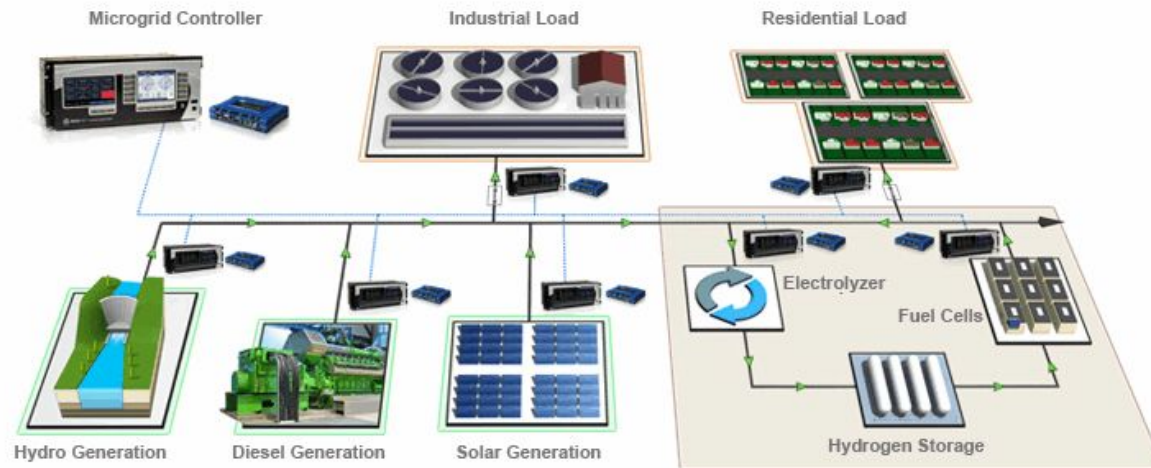 Microgrid Controller
Industrial Load
Residential Load
Electrolyzer
Fuel Cells
Hydro Generation
Diesel Generation
Solar Generation
Hydrogen Storage